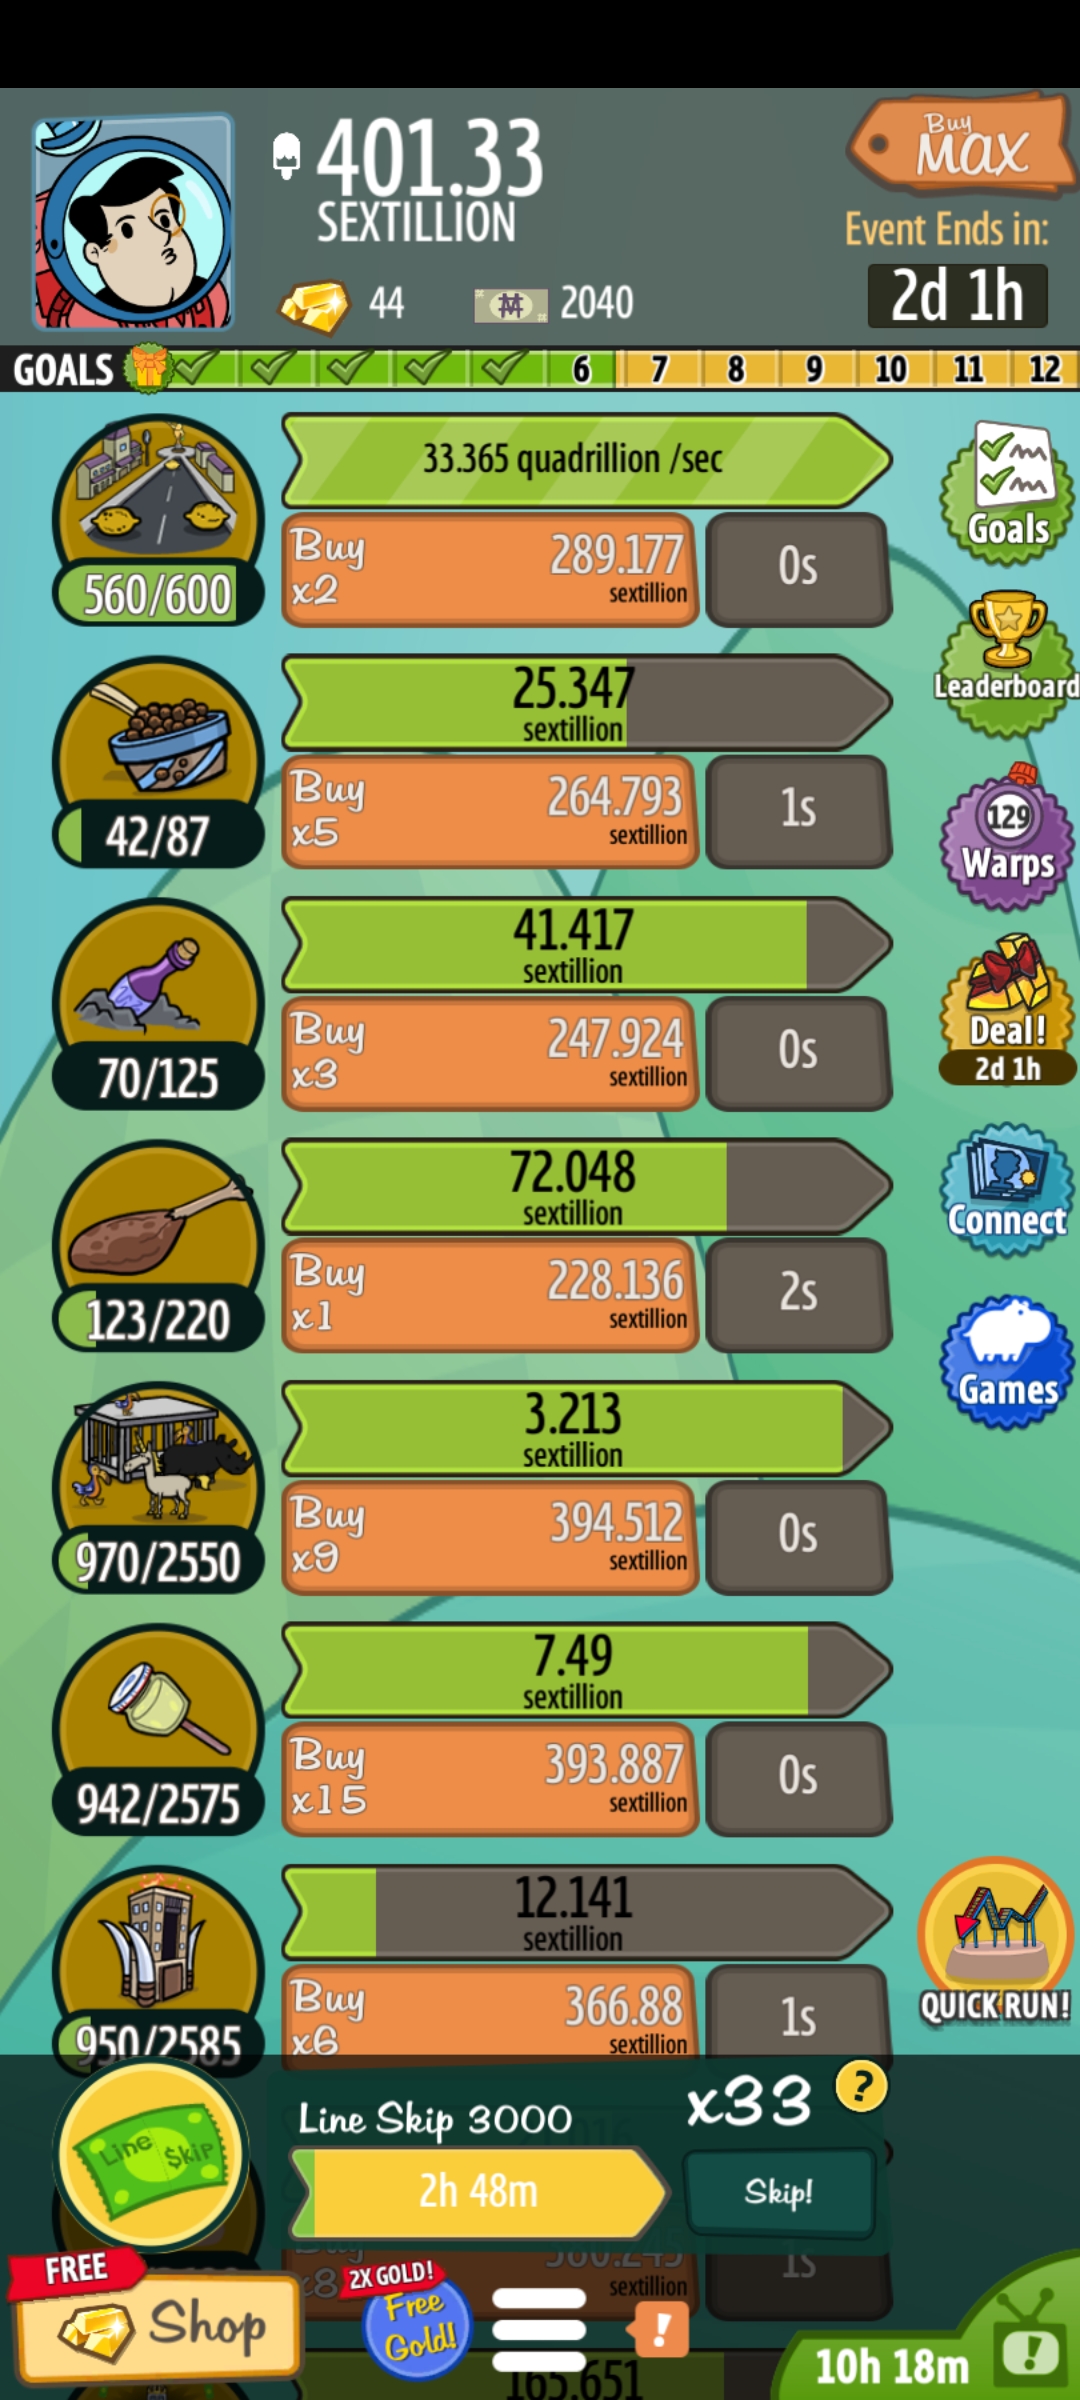 401.33
SEXTILLION
Buy
MAX
Event Ends in:
2d 1h
44
2040
GOALS
6 7 8 9 10 11 12
33.365 quadrillion /sec
Buy
x2
289.177
sextillion
0s
560/600
Goals
25.347
sextillion
Leaderboard
Buy
x5
264.793
sextillion
1s
42/87
129
Warps
41.417
sextillion
Buy
x3
247.924
sextillion
0s
70/125
Deal!
2d 1h
72.048
sextillion
Connect
Buy
x1
228.136
sextillion
2s
123/220
3.213
sextillion
Games
Buy
x9
394.512
sextillion
0s
970/2550
7.49
sextillion
Buy
x15
393.887
sextillion
0s
942/2575
12.141
sextillion
Buy
x6
366.88
sextillion
1s
950/2585
QUICK RUN!
Line Skip
Line Skip 3000
x33
?
2h 48m
Skip!
Buy
x8
sextillion
1s
FREE
Shop
2X GOLD!
Free
Gold!
!
165.651
10h 18m
!